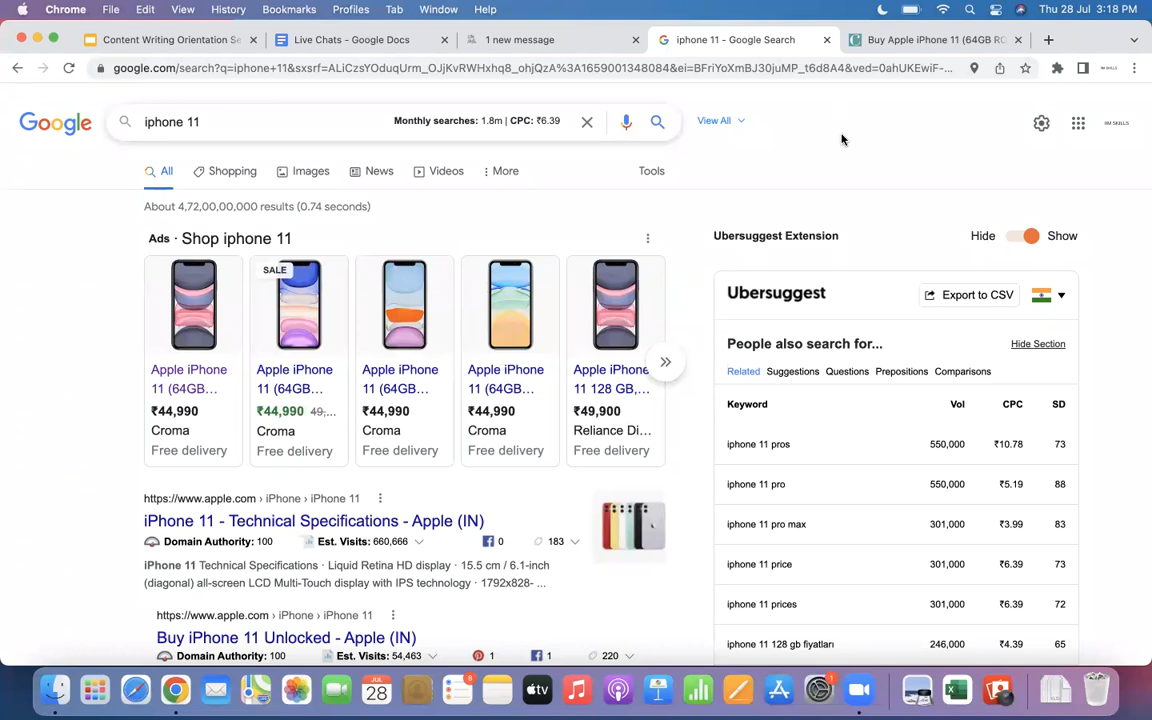 Chrome File Edit View History Bookmarks Profiles Tab Window Help Thu 28 Jul 3:18 PM
Content Writing Orientation Se Live Chats - Google Docs 1 new message iphone 11 - Google Search Buy Apple iPhone 11 (64GB RO
google.com/search?q=iphone+11&sxsrf=ALiCzsYOduqUrm_OJjKvRWHxhq8_ohjQzA%3A1659001348084&ei=BFriYoXmBJ30juMP_t6d8A4&ved=0ahUKEwiF-...
Google iphone 11 Monthly searches: 1.8m | CPC: ₹6.39 View All IIM SKILLS
All Shopping Images News Videos More Tools
About 4,72,00,00,000 results (0.74 seconds)
Ads · Shop iphone 11
SALE
Apple iPhone 11 (64GB...
₹44,990
Croma
Free delivery
Apple iPhone 11 (64GB...
₹44,990 49,...
Croma
Free delivery
Apple iPhone 11 (64GB...
₹44,990
Croma
Free delivery
Apple iPhone 11 (64GB...
₹44,990
Croma
Free delivery
Apple iPhone 11 128 GB,...
₹49,900
Reliance Di...
Free delivery
https://www.apple.com › iPhone › iPhone 11
iPhone 11 - Technical Specifications - Apple (IN)
Domain Authority: 100 Est. Visits: 660,666 0 183
iPhone 11 Technical Specifications · Liquid Retina HD display · 15.5 cm / 6.1-inch
(diagonal) all-screen LCD Multi-Touch display with IPS technology · 1792x828- ...
https://www.apple.com › iPhone › iPhone 11
Buy iPhone 11 Unlocked - Apple (IN)
Domain Authority: 100 Est. Visits: 54,463 1 1 220
Ubersuggest Extension Hide Show
Ubersuggest Export to CSV
People also search for... Hide Section
Related Suggestions Questions Prepositions Comparisons
Keyword Vol CPC SD
iphone 11 pros 550,000 ₹10.78 73
iphone 11 pro 550,000 ₹5.19 88
iphone 11 pro max 301,000 ₹3.99 83
iphone 11 price 301,000 ₹6.39 73
iphone 11 prices 301,000 ₹6.39 72
iphone 11 128 gb fiyatları 246,000 ₹4.39 65
JUL
28
8
tv
1